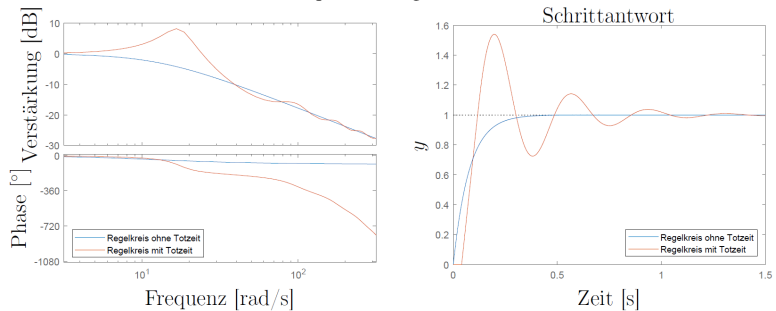 Schrittantwort
Verstärkung [dB]
10
0
-10
-20
-30
Phase [°]
0
-360
-720
-1080
Regelkreis ohne Totzeit
Regelkreis mit Totzeit
10¹
10²
Frequenz [rad/s]
y
1.6
1.4
1.2
1
0.8
0.6
0.4
0.2
0
Regelkreis ohne Totzeit
Regelkreis mit Totzeit
0
0.5
1
1.5
Zeit [s]